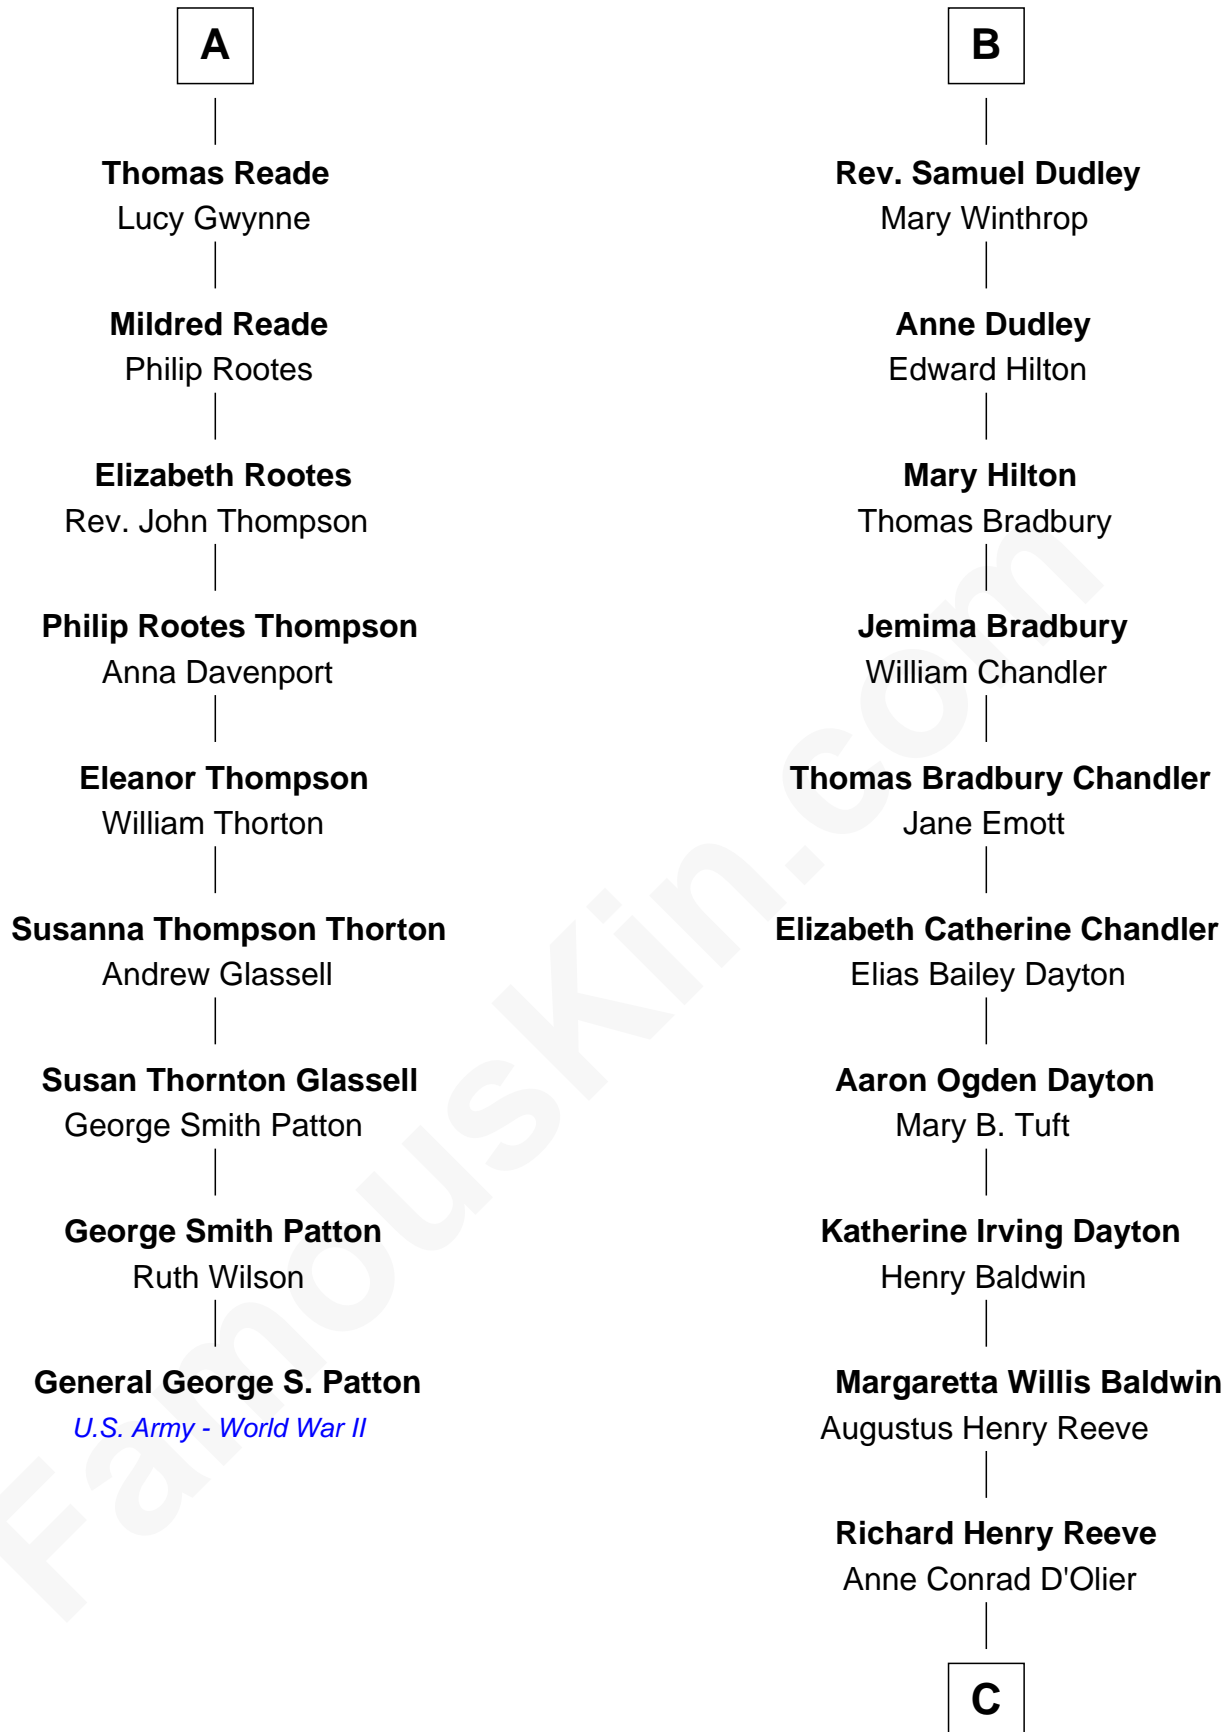 A
Thomas Reade
Lucy Gwynne
Mildred Reade
Philip Rootes
Elizabeth Rootes
Rev. John Thompson
Philip Rootes Thompson
Anna Davenport
Eleanor Thompson
William Thorton
Susanna Thompson Thorton
Andrew Glassell
Susan Thornton Glassell
George Smith Patton
George Smith Patton
Ruth Wilson
General George S. Patton
U.S. Army - World War II
B
Rev. Samuel Dudley
Mary Winthrop
Anne Dudley
Edward Hilton
Mary Hilton
Thomas Bradbury
Jemima Bradbury
William Chandler
Thomas Bradbury Chandler
Jane Emott
Elizabeth Catherine Chandler
Elias Bailey Dayton
Aaron Ogden Dayton
Mary B. Tuft
Katherine Irving Dayton
Henry Baldwin
Margaretta Willis Baldwin
Augustus Henry Reeve
Richard Henry Reeve
Anne Conrad D'Olier
C
FamousKin.com